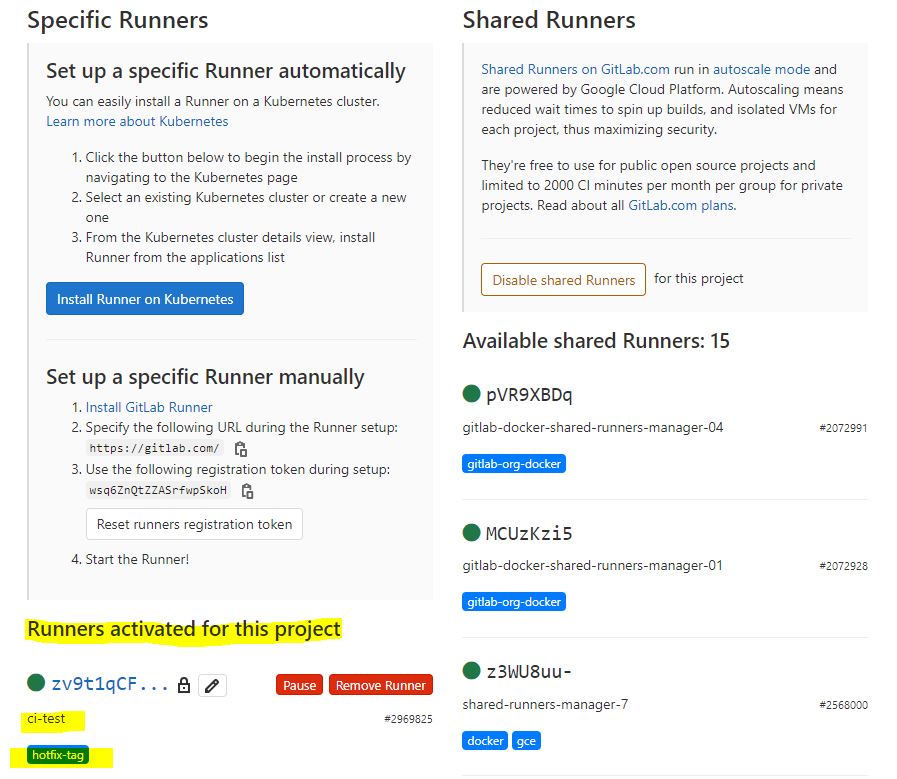 Specific Runners
Set up a specific Runner automatically
You can easily install a Runner on a Kubernetes cluster.
Learn more about Kubernetes
1. Click the button below to begin the install process by
navigating to the Kubernetes page
2. Select an existing Kubernetes cluster or create a new
one
3. From the Kubernetes cluster details view, install
Runner from the applications list
Install Runner on Kubernetes
Set up a specific Runner manually
1. Install GitLab Runner
2. Specify the following URL during the Runner setup:
https://gitlab.com/
3. Use the following registration token during setup:
wsq6ZnQtZZASrfwpSkoH
Reset runners registration token
4. Start the Runner!
Runners activated for this project
zv9t1qCF...
Pause
Remove Runner
ci-test
#2969825
hotfix-tag
Shared Runners
Shared Runners on GitLab.com run in autoscale mode and
are powered by Google Cloud Platform. Autoscaling means
reduced wait times to spin up builds, and isolated VMs for
each project, thus maximizing security.
They're free to use for public open source projects and
limited to 2000 CI minutes per month per group for private
projects. Read about all GitLab.com plans.
Disable shared Runners for this project
Available shared Runners: 15
pVR9XBDq
gitlab-docker-shared-runners-manager-04
#2072991
gitlab-org-docker
MCUzKzi5
gitlab-docker-shared-runners-manager-01
#2072928
gitlab-org-docker
z3WU8uu-
shared-runners-manager-7
#2568000
docker gce